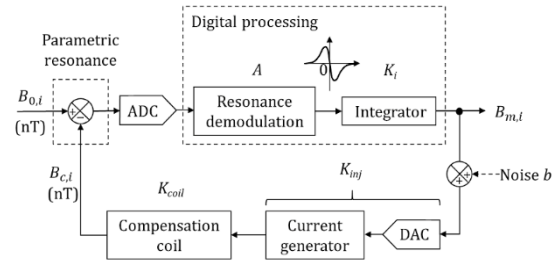 Digital processing
Parametric
resonance
A
0
K_i
B_{0,i}
(nT)
+
−
ADC
Resonance
demodulation
Integrator
B_{m,i}
B_{c,i}
(nT)
K_{coil}
K_{inj}
+
+
Noise b
Compensation
coil
Current
generator
DAC